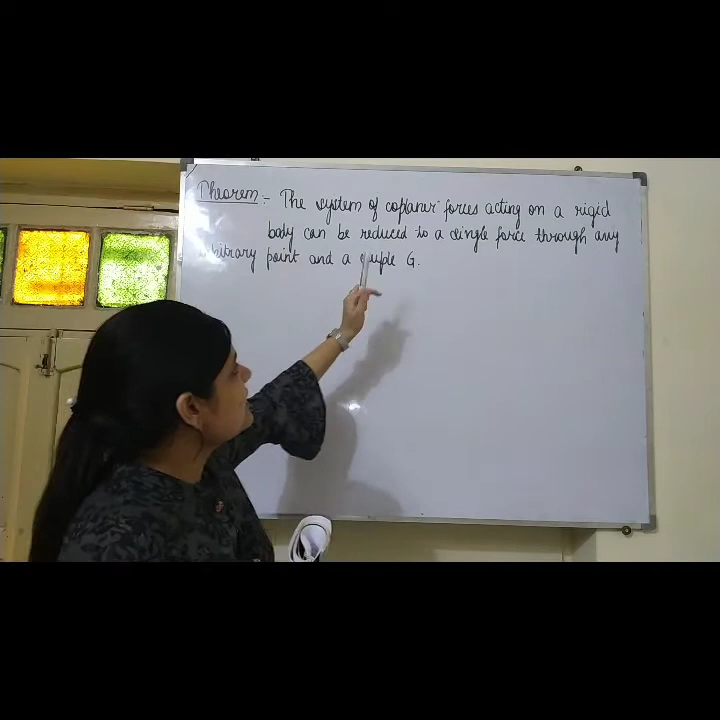 Theorem :- The system of coplaner forces acting on a rigid
body can be reduced to a single force through any
arbitrary point and a couple G.